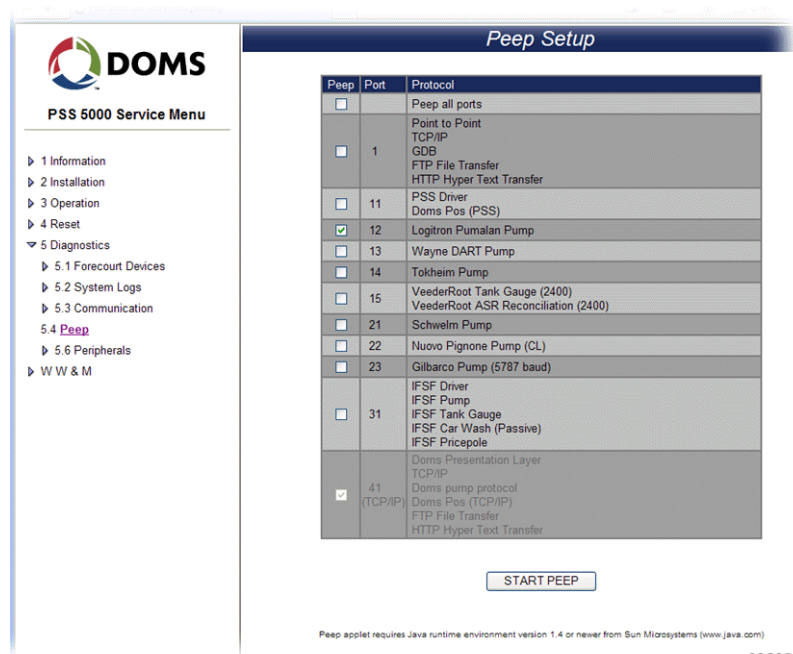 Peep Setup
DOMS
PSS 5000 Service Menu
1 Information
2 Installation
3 Operation
4 Reset
5 Diagnostics
5.1 Forecourt Devices
5.2 System Logs
5.3 Communication
5.4 Peep
5.6 Peripherals
W W & M
Peep Port Protocol
Peep all ports
1
Point to Point
TCP/IP
GDB
FTP File Transfer
HTTP Hyper Text Transfer
11
PSS Driver
Doms Pos (PSS)
12 Logitron Pumalan Pump
13 Wayne DART Pump
14 Tokheim Pump
15
VeederRoot Tank Gauge (2400)
VeederRoot ASR Reconciliation (2400)
21 Schwelm Pump
22 Nuovo Pignone Pump (CL)
23 Gilbarco Pump (5787 baud)
31
IFSF Driver
IFSF Pump
IFSF Tank Gauge
IFSF Car Wash (Passive)
IFSF Pricepole
41
(TCP/IP)
Doms Presentation Layer
TCP/IP
Doms pump protocol
Doms Pos (TCP/IP)
FTP File Transfer
HTTP Hyper Text Transfer
START PEEP
Peep applet requires Java runtime environment version 1.4 or newer from Sun Microsystems (www.java.com)